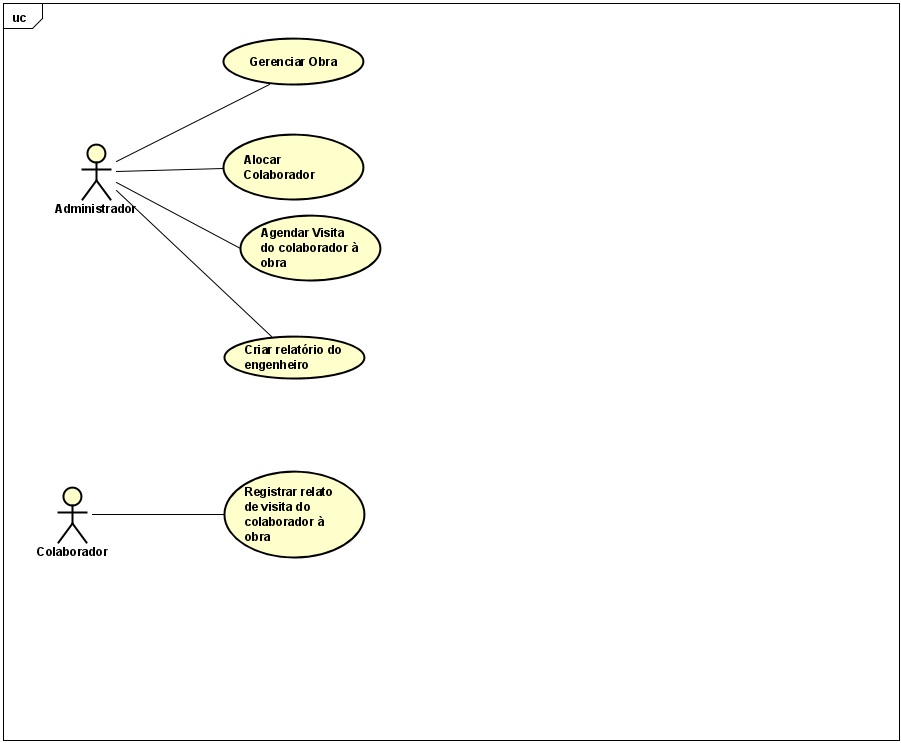 uc
Gerenciar Obra
Alocar
Colaborador
Administrador
Agendar Visita
do colaborador à
obra
Criar relatório do
engenheiro
Registrar relato
de visita do
colaborador à
obra
Colaborador